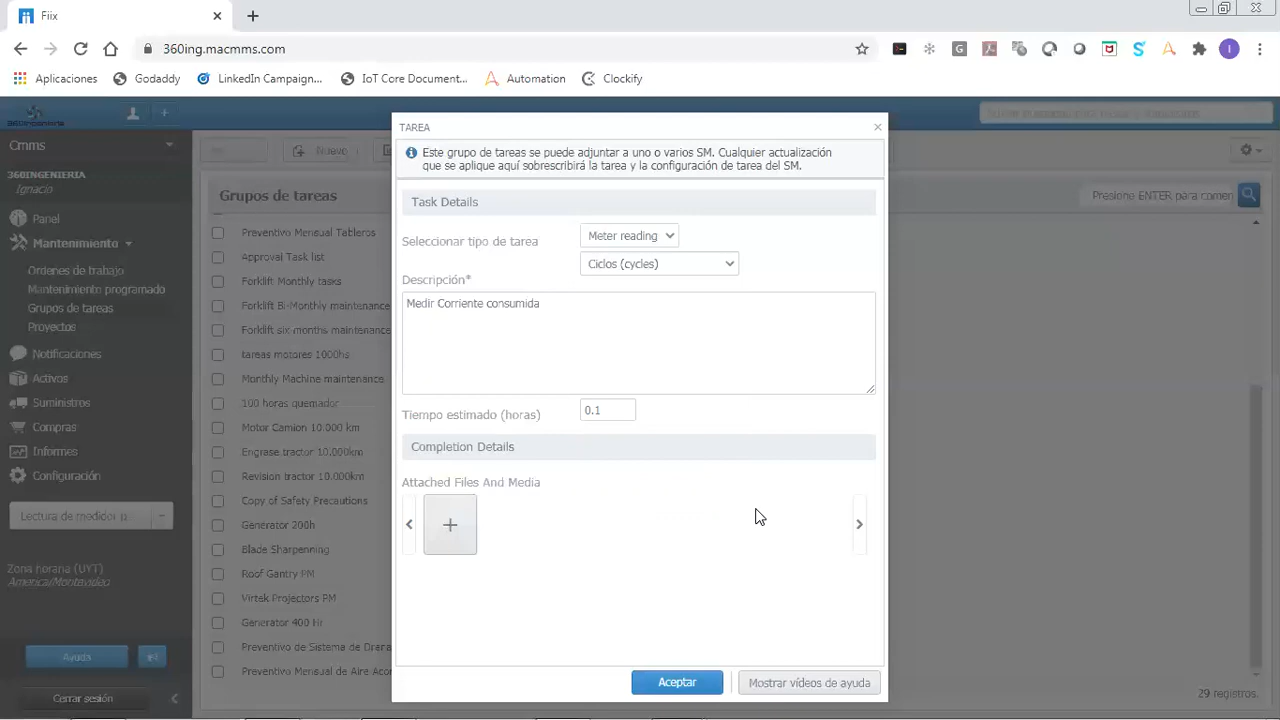 Fiix
360ing.macmms.com
Aplicaciones
Godaddy
LinkedIn Campaign...
IoT Core Document...
Automation
Clockify
360ingenieria
Cmms
360INGENIERIA
Ignacio
Panel
Mantenimiento
Ordenes de trabajo
Mantenimiento programado
Grupos de tareas
Proyectos
Notificaciones
Activos
Suministros
Compras
Informes
Configuración
Lectura de medidor p
Zona horaria (UYT)
America/Montevideo
Ayuda
Cerrar sesión
Nuevo
Grupos de tareas
Presione ENTER para comen
Preventivo Mensual Tableros
Approval Task list
Forklift Monthly tasks
Forklift Bi-Monthly maintenance
Forklift six-months maintenance
tareas motores 1000hs
Monthly Machine maintenance
100 horas quemador
Motor Camion 10.000 km
Engrase tractor 10.000km
Revision tractor 10.000km
Copy of Safety Precautions
Generator 200h
Blade Sharpenning
Roof Gantry PM
Virtek Projectors PM
Generator 400 Hr
Preventivo de Sistema de Drena
Preventivo Mensual de Aire Acon
29 registros.
TAREA
Este grupo de tareas se puede adjuntar a uno o varios SM. Cualquier actualización
que se aplique aquí sobrescribirá la tarea y la configuración de tarea del SM.
Task Details
Seleccionar tipo de tarea
Meter reading
Ciclos (cycles)
Descripción*
Medir Corriente consumida
Tiempo estimado (horas)
0.1
Completion Details
Attached Files And Media
Aceptar
Mostrar vídeos de ayuda